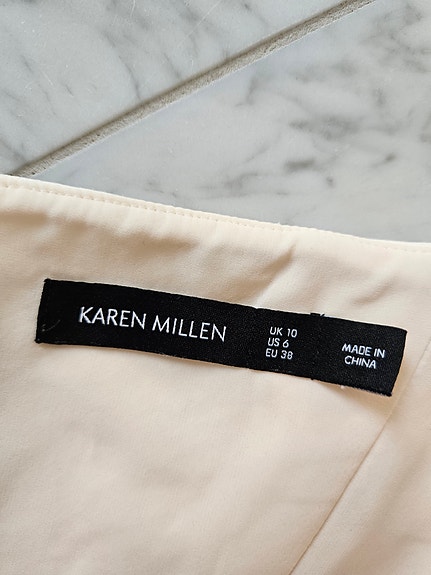 KAREN MILLEN
UK 10
US 6
EU 38
MADE IN
CHINA